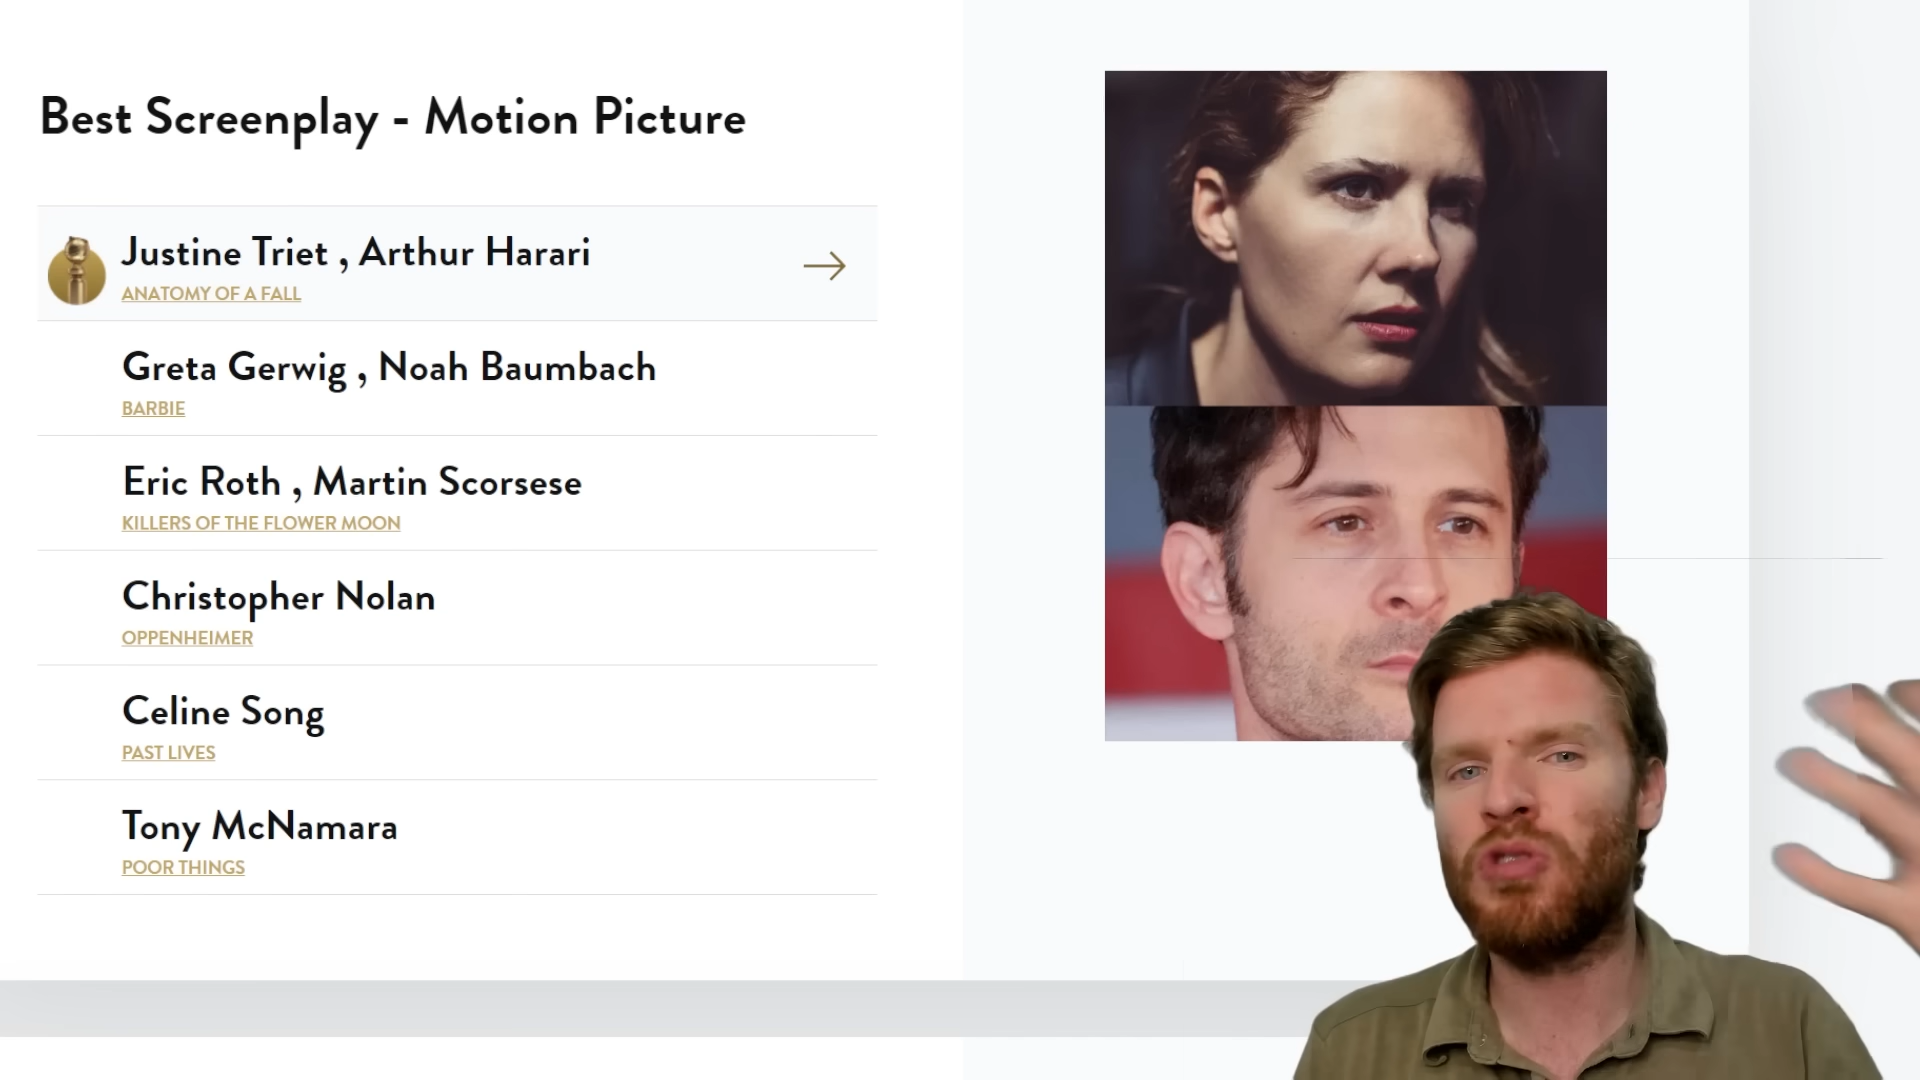 Best Screenplay - Motion Picture
Justine Triet , Arthur Harari
ANATOMY OF A FALL
Greta Gerwig , Noah Baumbach
BARBIE
Eric Roth , Martin Scorsese
KILLERS OF THE FLOWER MOON
Christopher Nolan
OPPENHEIMER
Celine Song
PAST LIVES
Tony McNamara
POOR THINGS